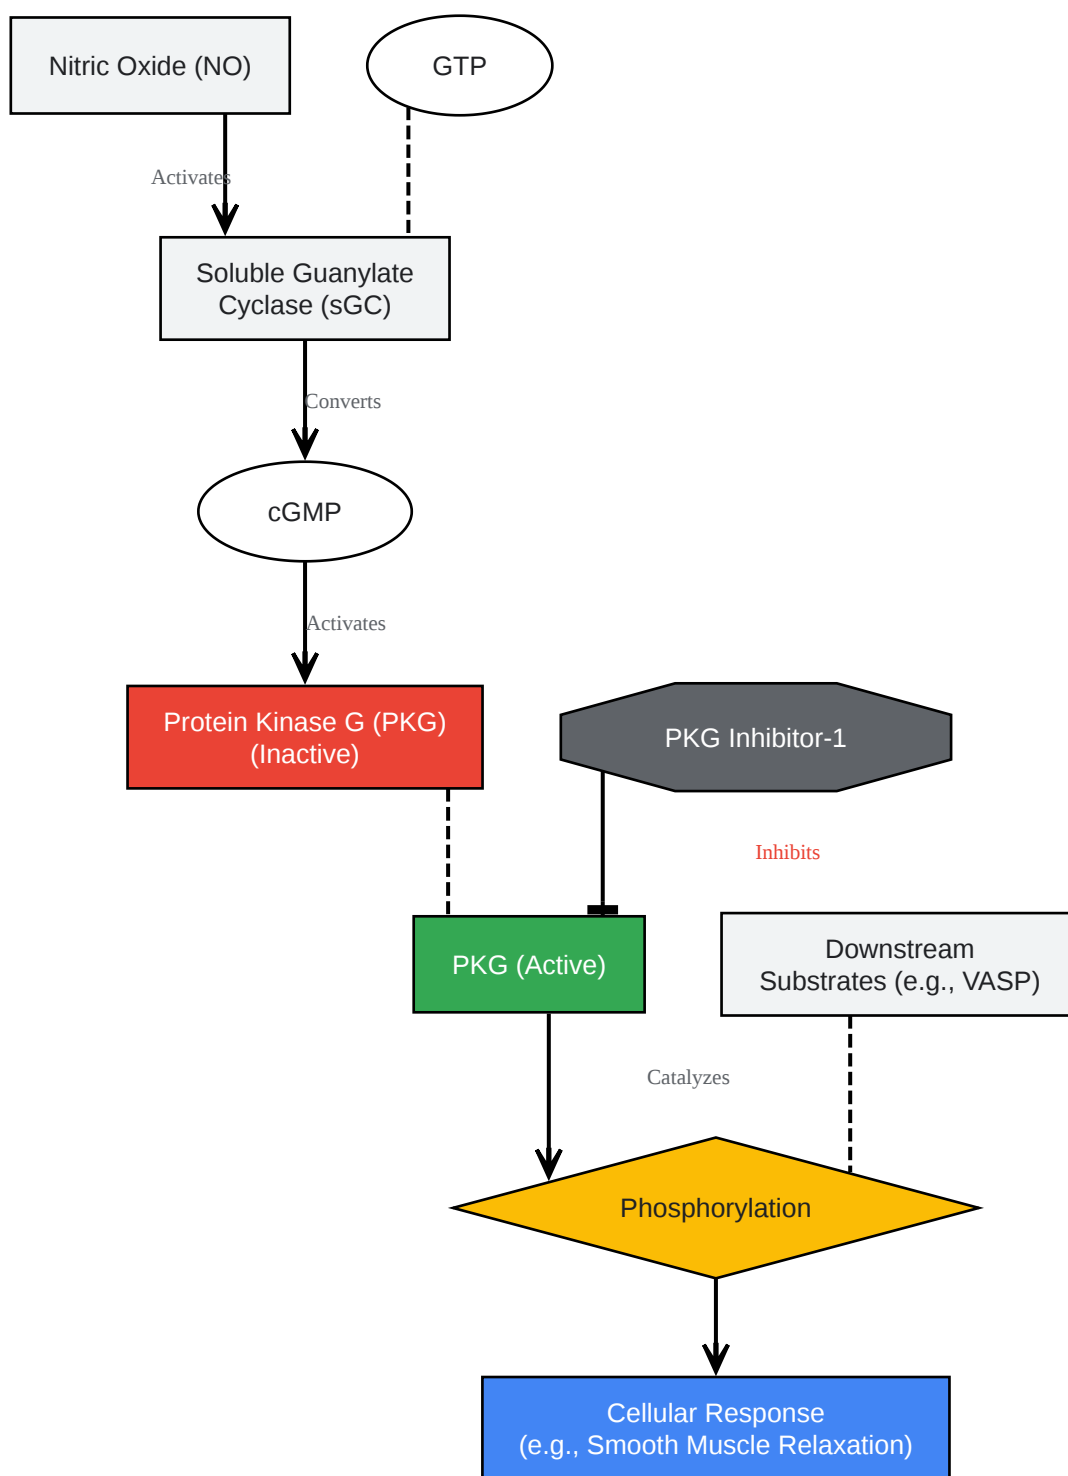 Nitric Oxide (NO)
GTP
Activates
Soluble Guanylate
Cyclase (sGC)
Converts
cGMP
Activates
Protein Kinase G (PKG)
(Inactive)
PKG Inhibitor-1
Inhibits
PKG (Active)
Downstream
Substrates (e.g., VASP)
Catalyzes
Phosphorylation
Cellular Response
(e.g., Smooth Muscle Relaxation)